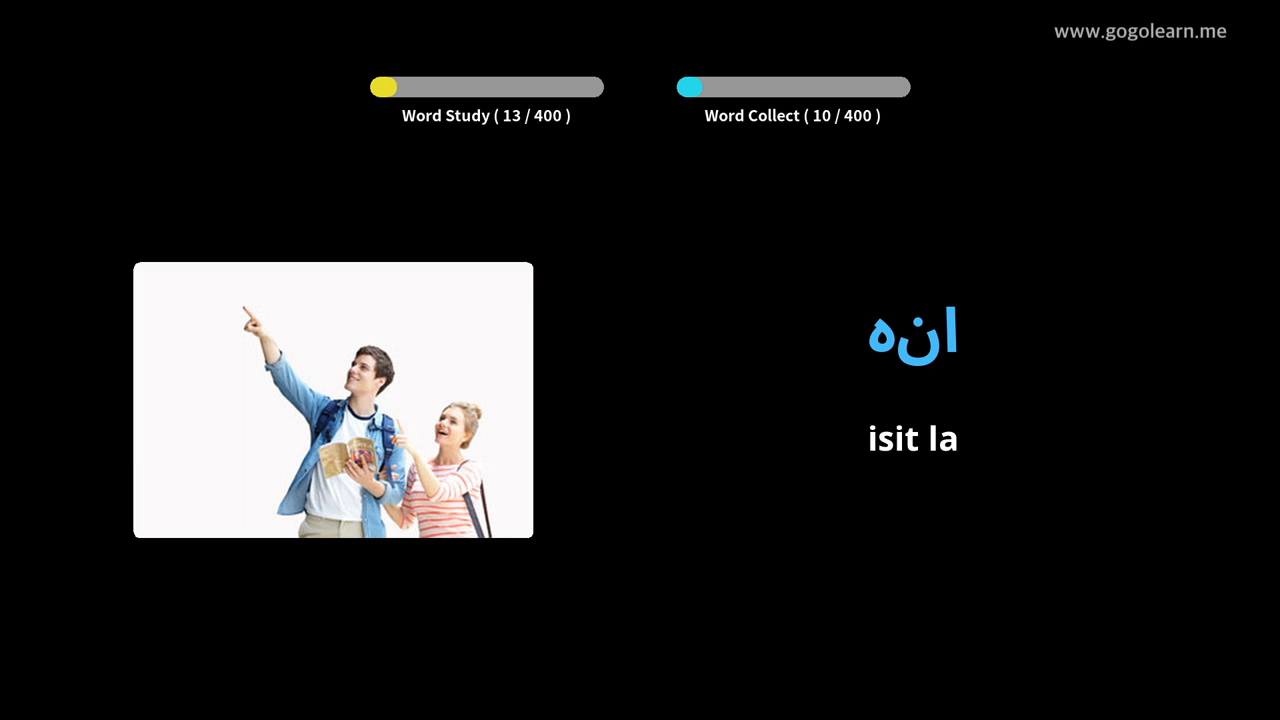 www.gogolearn.me
Word Study ( 13 / 400 )
Word Collect ( 10 / 400 )
انه
isit la